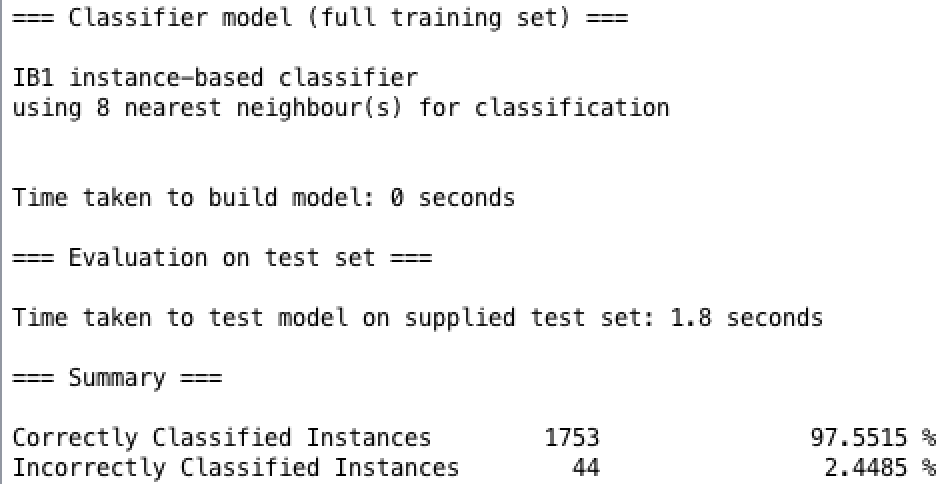 === Classifier model (full training set) ===
IB1 instance-based classifier
using 8 nearest neighbour(s) for classification
Time taken to build model: 0 seconds
=== Evaluation on test set ===
Time taken to test model on supplied test set: 1.8 seconds
=== Summary ===
Correctly Classified Instances 1753 97.5515 %
Incorrectly Classified Instances 44 2.4485 %